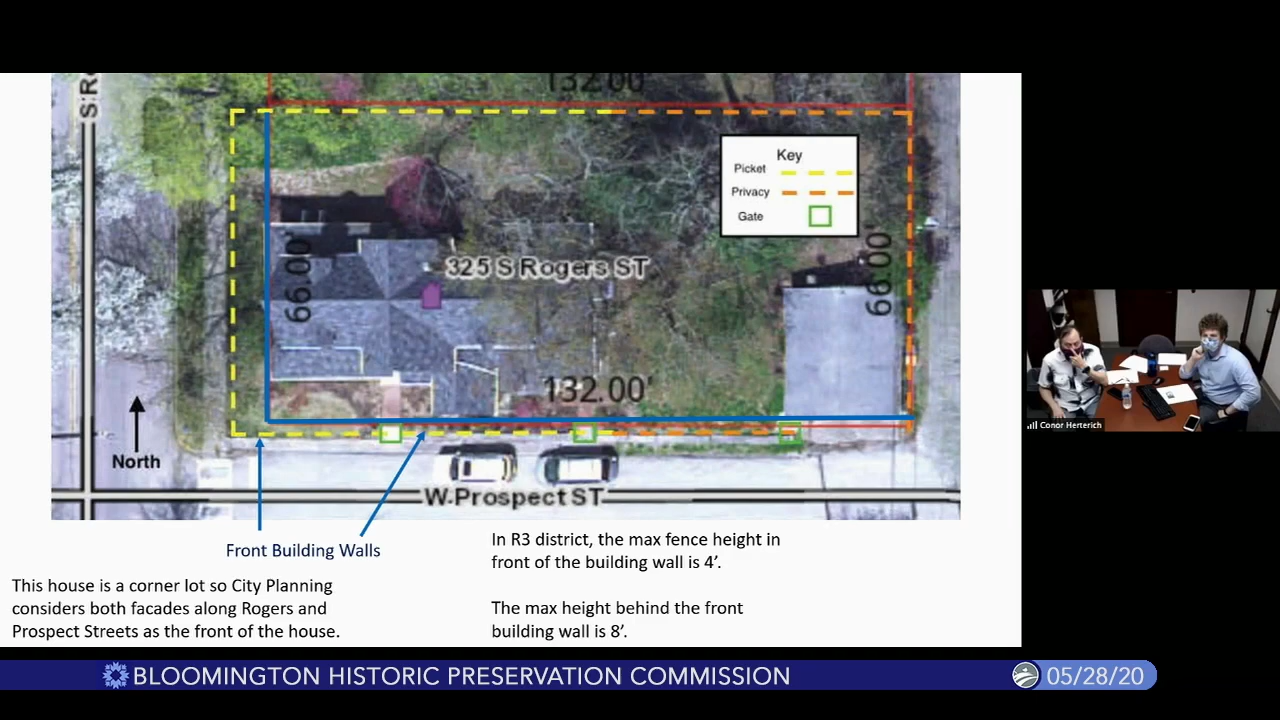 132.00'
S R
Key
Picket
Privacy
Gate
325 S Rogers ST
66.00'
66.00'
132.00'
North
W Prospect ST
Front Building Walls
In R3 district, the max fence height in
front of the building wall is 4’.
This house is a corner lot so City Planning
considers both facades along Rogers and
Prospect Streets as the front of the house.
The max height behind the front
building wall is 8’.
Conor Herterich
BLOOMINGTON HISTORIC PRESERVATION COMMISSION
05/28/20